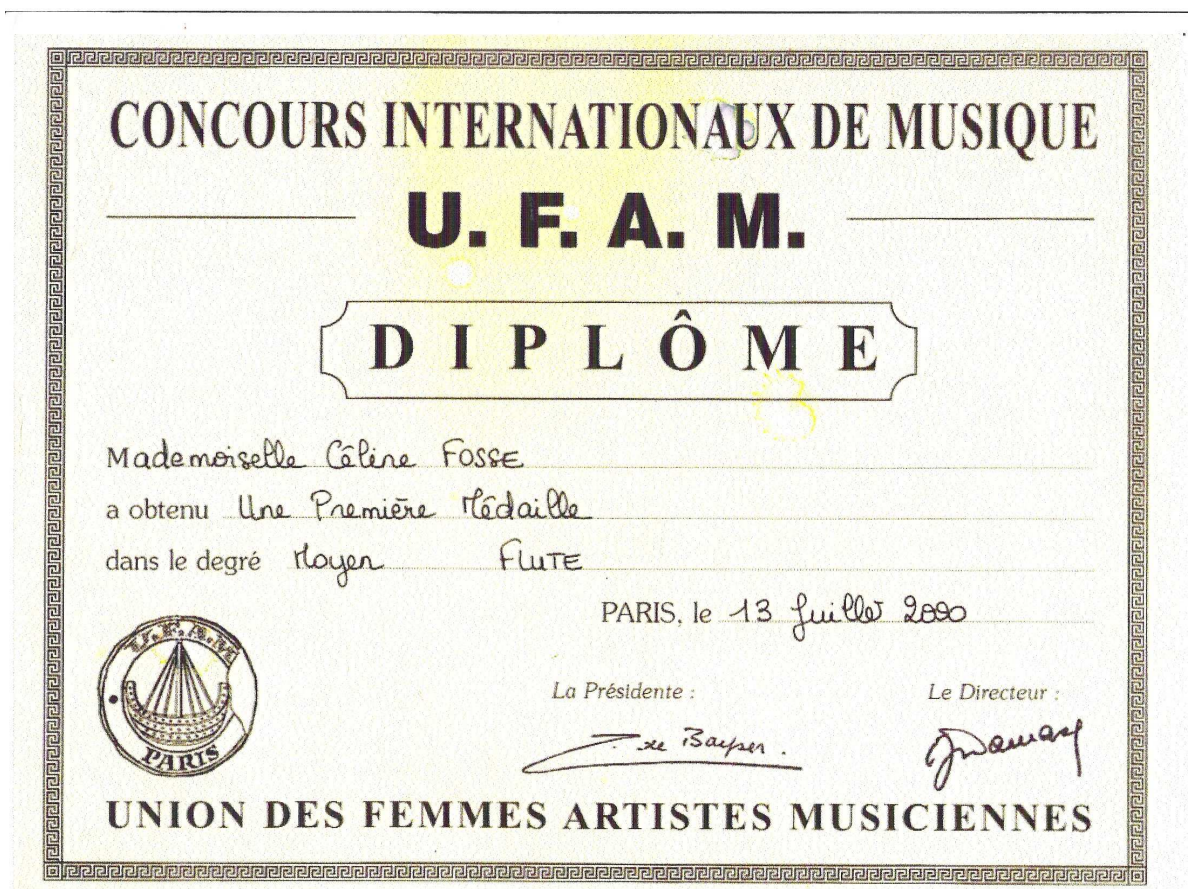 CONCOURS INTERNATIONAUX DE MUSIQUE
U. F. A. M.
DIPLÔME
Mademoiselle Céline FOSSE
a obtenu Une Première Médaille
dans le degré Moyen FLUTE
PARIS, le 13 Juillet 2000
U.F.A.M
PARIS
La Présidente :
Le Directeur :
UNION DES FEMMES ARTISTES MUSICIENNES